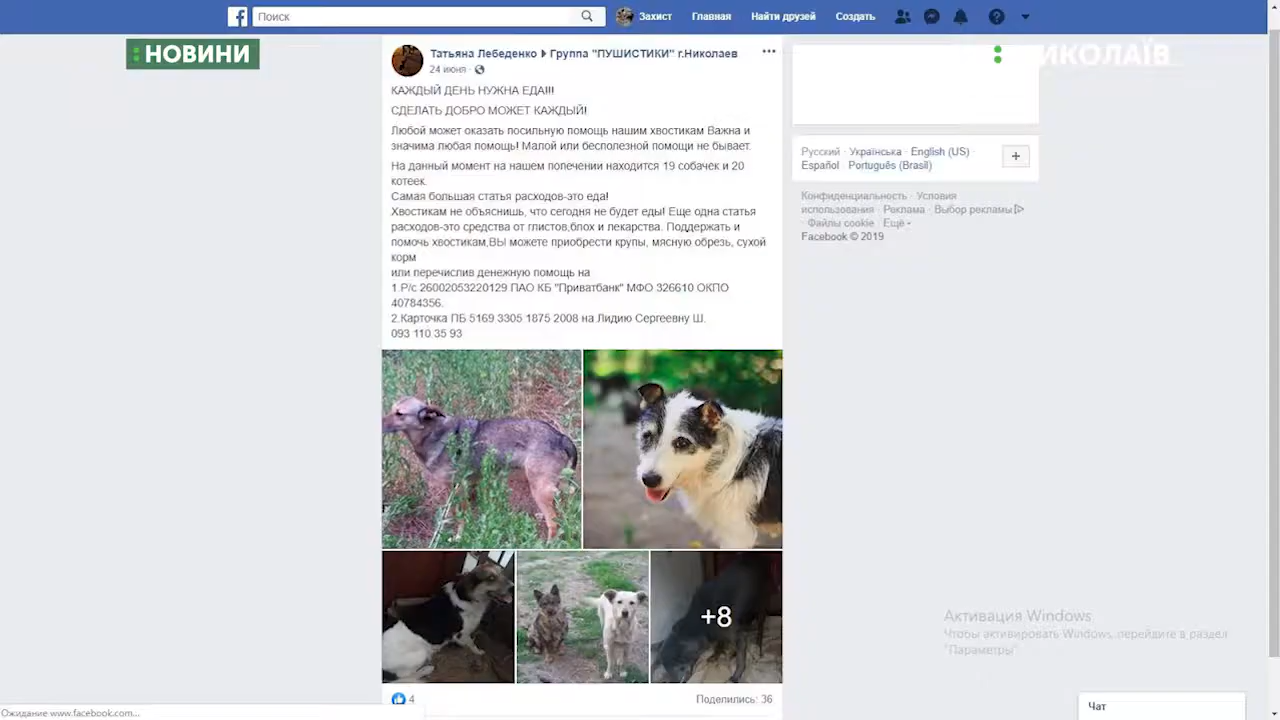 Поиск
Захист
Главная
Найти друзей
Создать
НОВИНИ
ИКОЛАЇВ
Татьяна Лебеденко Группа "ПУШИСТИКИ" г.Николаев
24 июня
КАЖДЫЙ ДЕНЬ НУЖНА ЕДА!!!
СДЕЛАТЬ ДОБРО МОЖЕТ КАЖДЫЙ!
Любой может оказать посильную помощь нашим хвостикам Важна и
значима любая помощь! Малой или бесполезной помощи не бывает.
На данный момент на нашем попечении находится 19 собачек и 20
котеек.
Самая большая статья расходов-это еда!
Хвостикам не объяснишь, что сегодня не будет еды! Еще одна статья
расходов-это средства от глистов,блох и лекарства. Поддержать и
помочь хвостикам,ВЫ можете приобрести крупы, мясную обрезь, сухой
корм
или перечислив денежную помощь на
1.Р/с 26002053220129 ПАО КБ "Приватбанк" МФО 326610 ОКПО
40784356.
2.Карточка ПБ 5169 3305 1875 2008 на Лидию Сергеевну Ш.
093 110 35 93
+8
4
Поделились: 36
Русский · Українська · English (US) ·
Español · Português (Brasil)
Конфиденциальность · Условия
использования · Реклама · Выбор рекламы
· Файлы cookie · Ещё
Facebook © 2019
Активация Windows
Чтобы активировать Windows, перейдите в раздел
"Параметры".
Чат
Ожидание www.facebook.com...